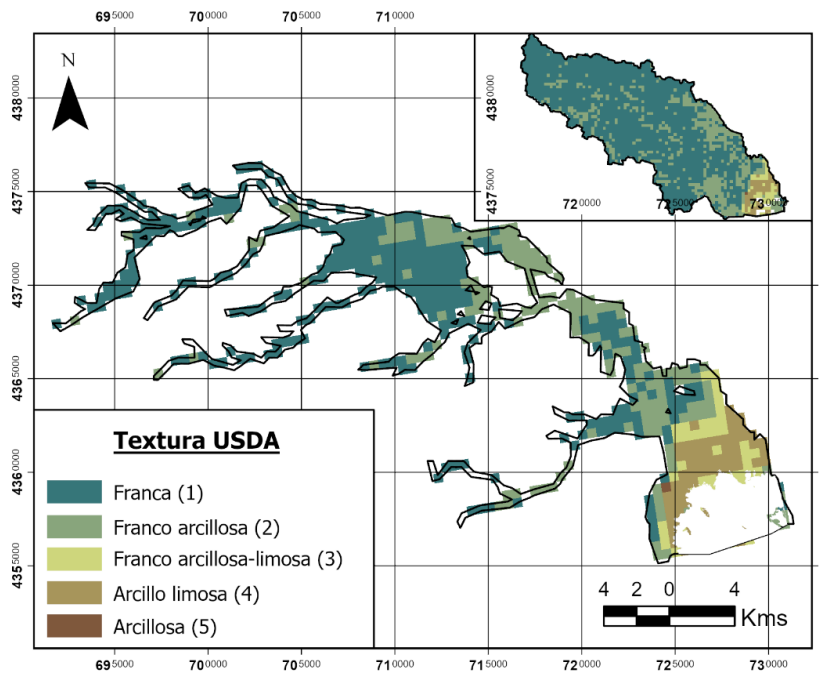 695000 700000 705000 710000
N
4380000
4375000
4370000
4365000
4360000
4355000
4380000
4375000
720000 725000 730000
Textura USDA
Franca (1)
Franco arcillosa (2)
Franco arcillosa-limosa (3)
Arcillo limosa (4)
Arcillosa (5)
4 2 0 4
Kms
695000 700000 705000 710000 715000 720000 725000 730000